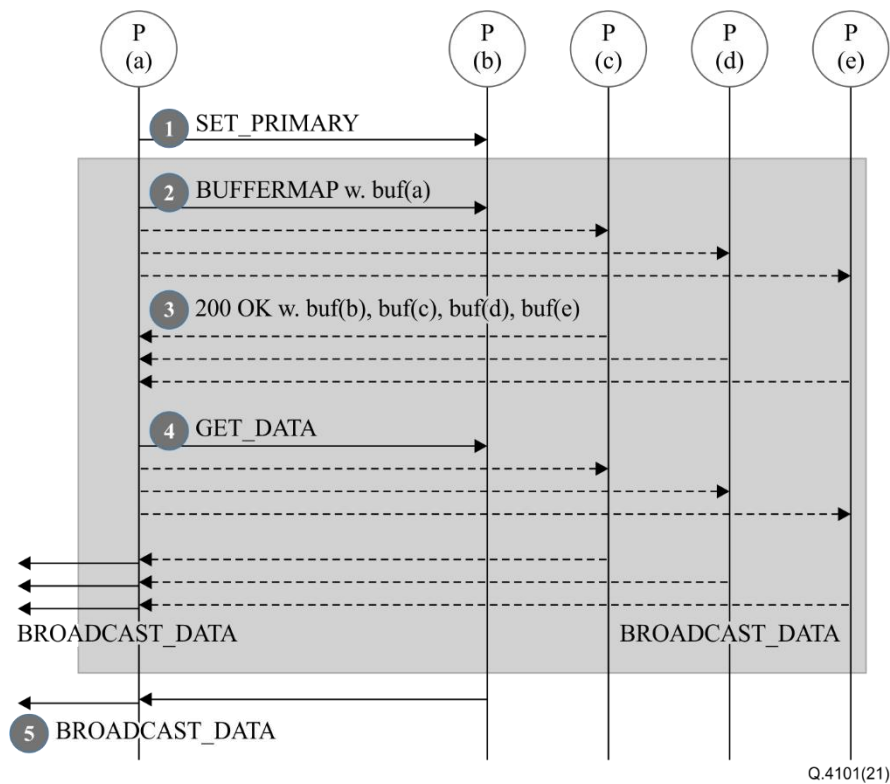 P
(a)
P
(b)
P
(c)
P
(d)
P
(e)
1 SET_PRIMARY
2 BUFFERMAP w. buf(a)
3 200 OK w. buf(b), buf(c), buf(d), buf(e)
4 GET_DATA
BROADCAST_DATA
BROADCAST_DATA
5 BROADCAST_DATA
Q.4101(21)